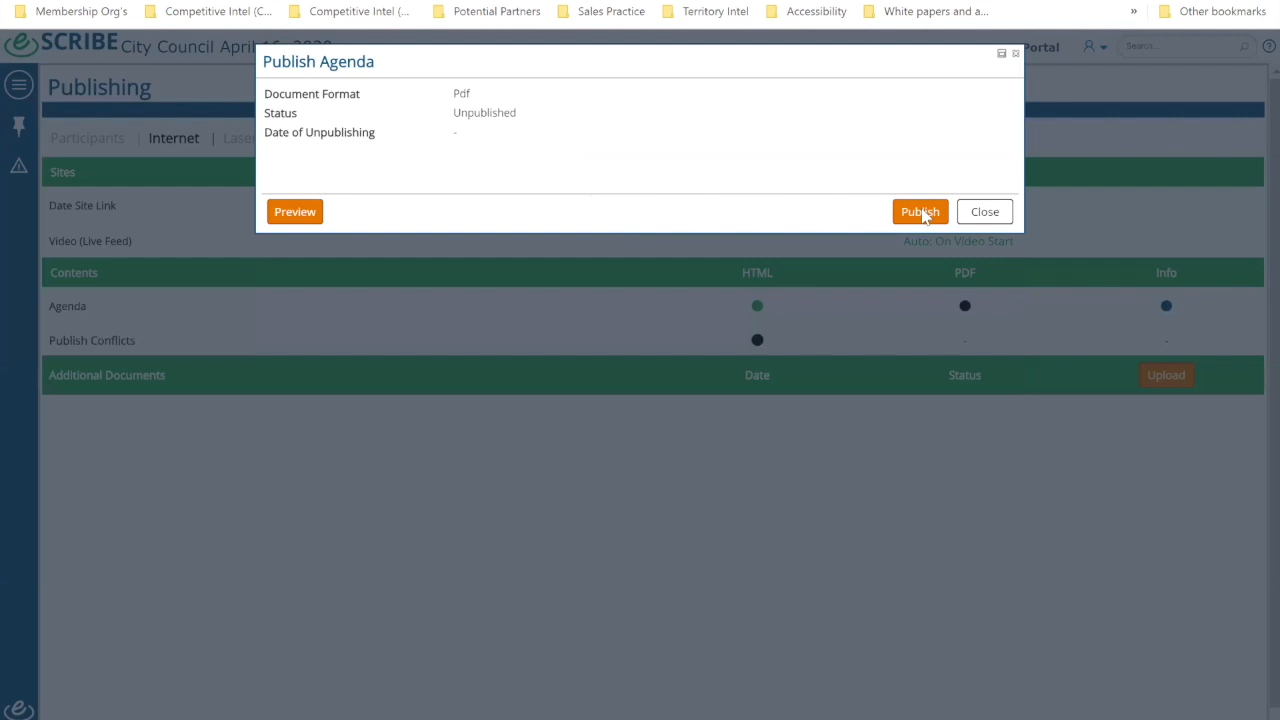 Membership Org's Competitive Intel (C... Competitive Intel (... Potential Partners Sales Practice Territory Intel Accessibility White papers and a... » Other bookmarks
eSCRIBE City Council April Portal Search...
Publish Agenda
Publishing
Document Format Pdf
Status Unpublished
Date of Unpublishing -
Participants | Internet | Lase
Sites
Date Site Link
Preview Publish Close
Video (Live Feed) Auto: On Video Start
Contents HTML PDF Info
Agenda
Publish Conflicts - -
Additional Documents Date Status Upload